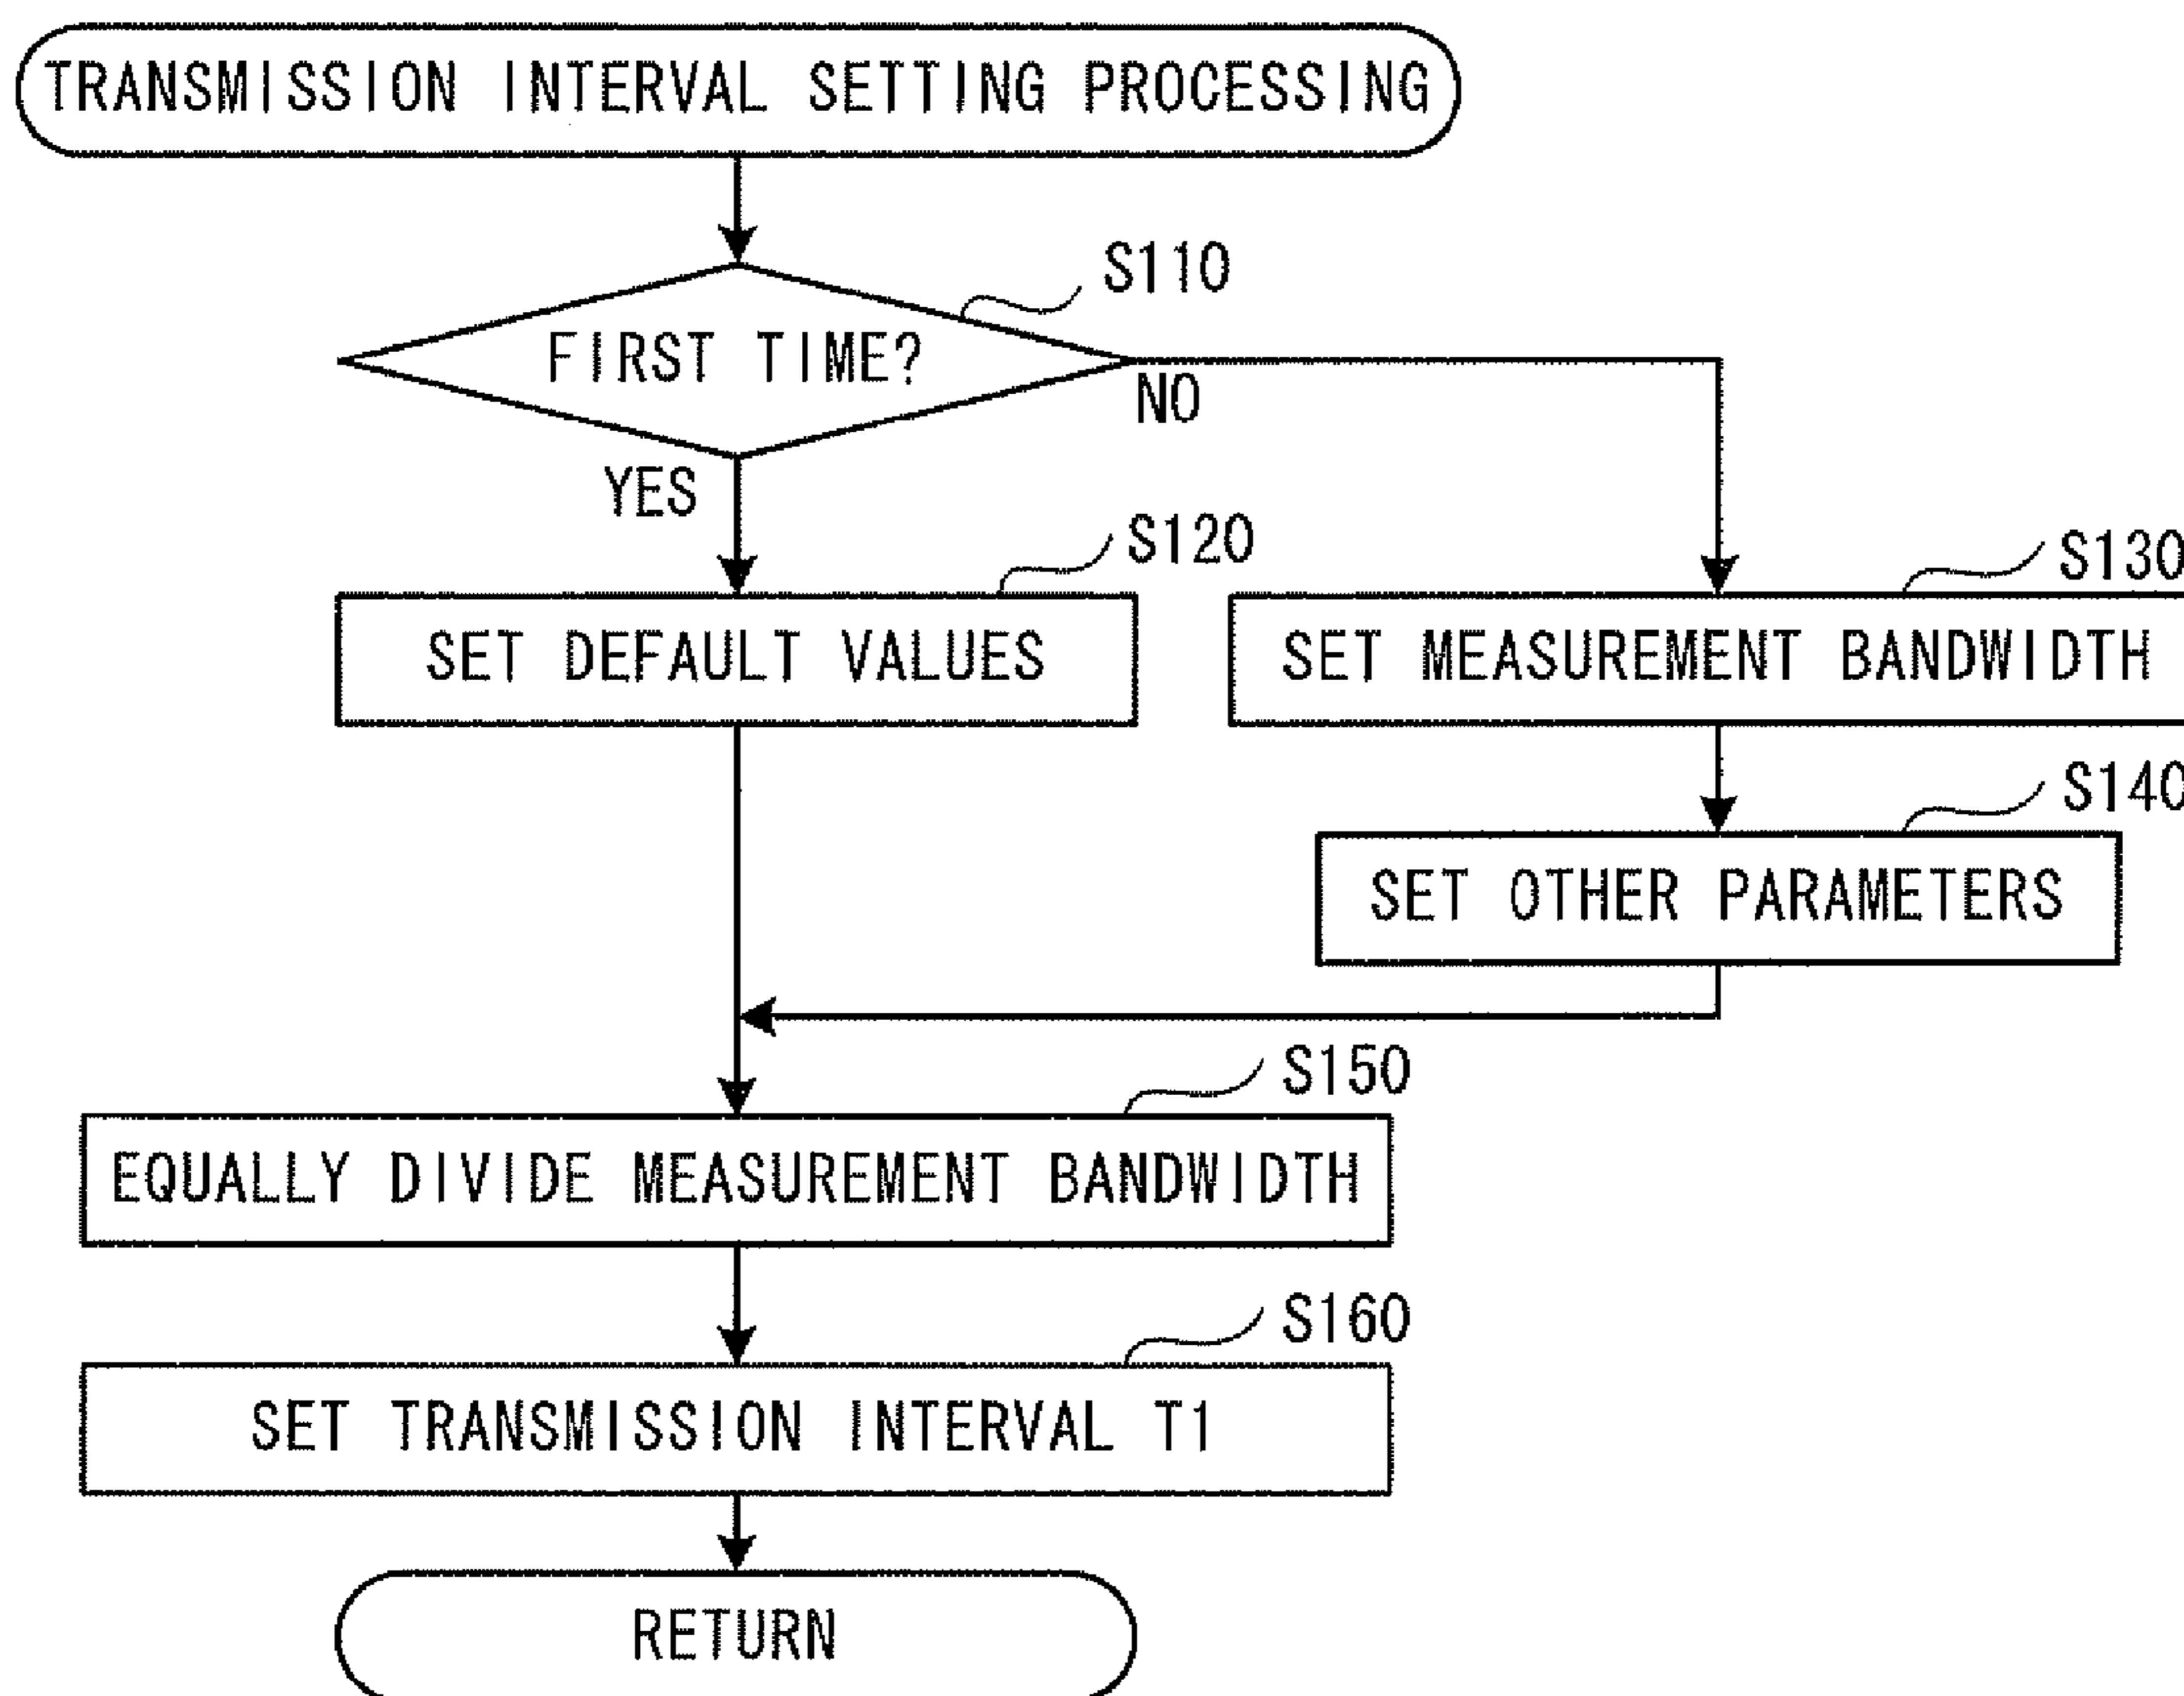 TRANSMISSION INTERVAL SETTING PROCESSING
S110
FIRST TIME?
NO
YES
S120
S130
SET DEFAULT VALUES
SET MEASUREMENT BANDWIDTH
S140
SET OTHER PARAMETERS
S150
EQUALLY DIVIDE MEASUREMENT BANDWIDTH
S160
SET TRANSMISSION INTERVAL T1
RETURN